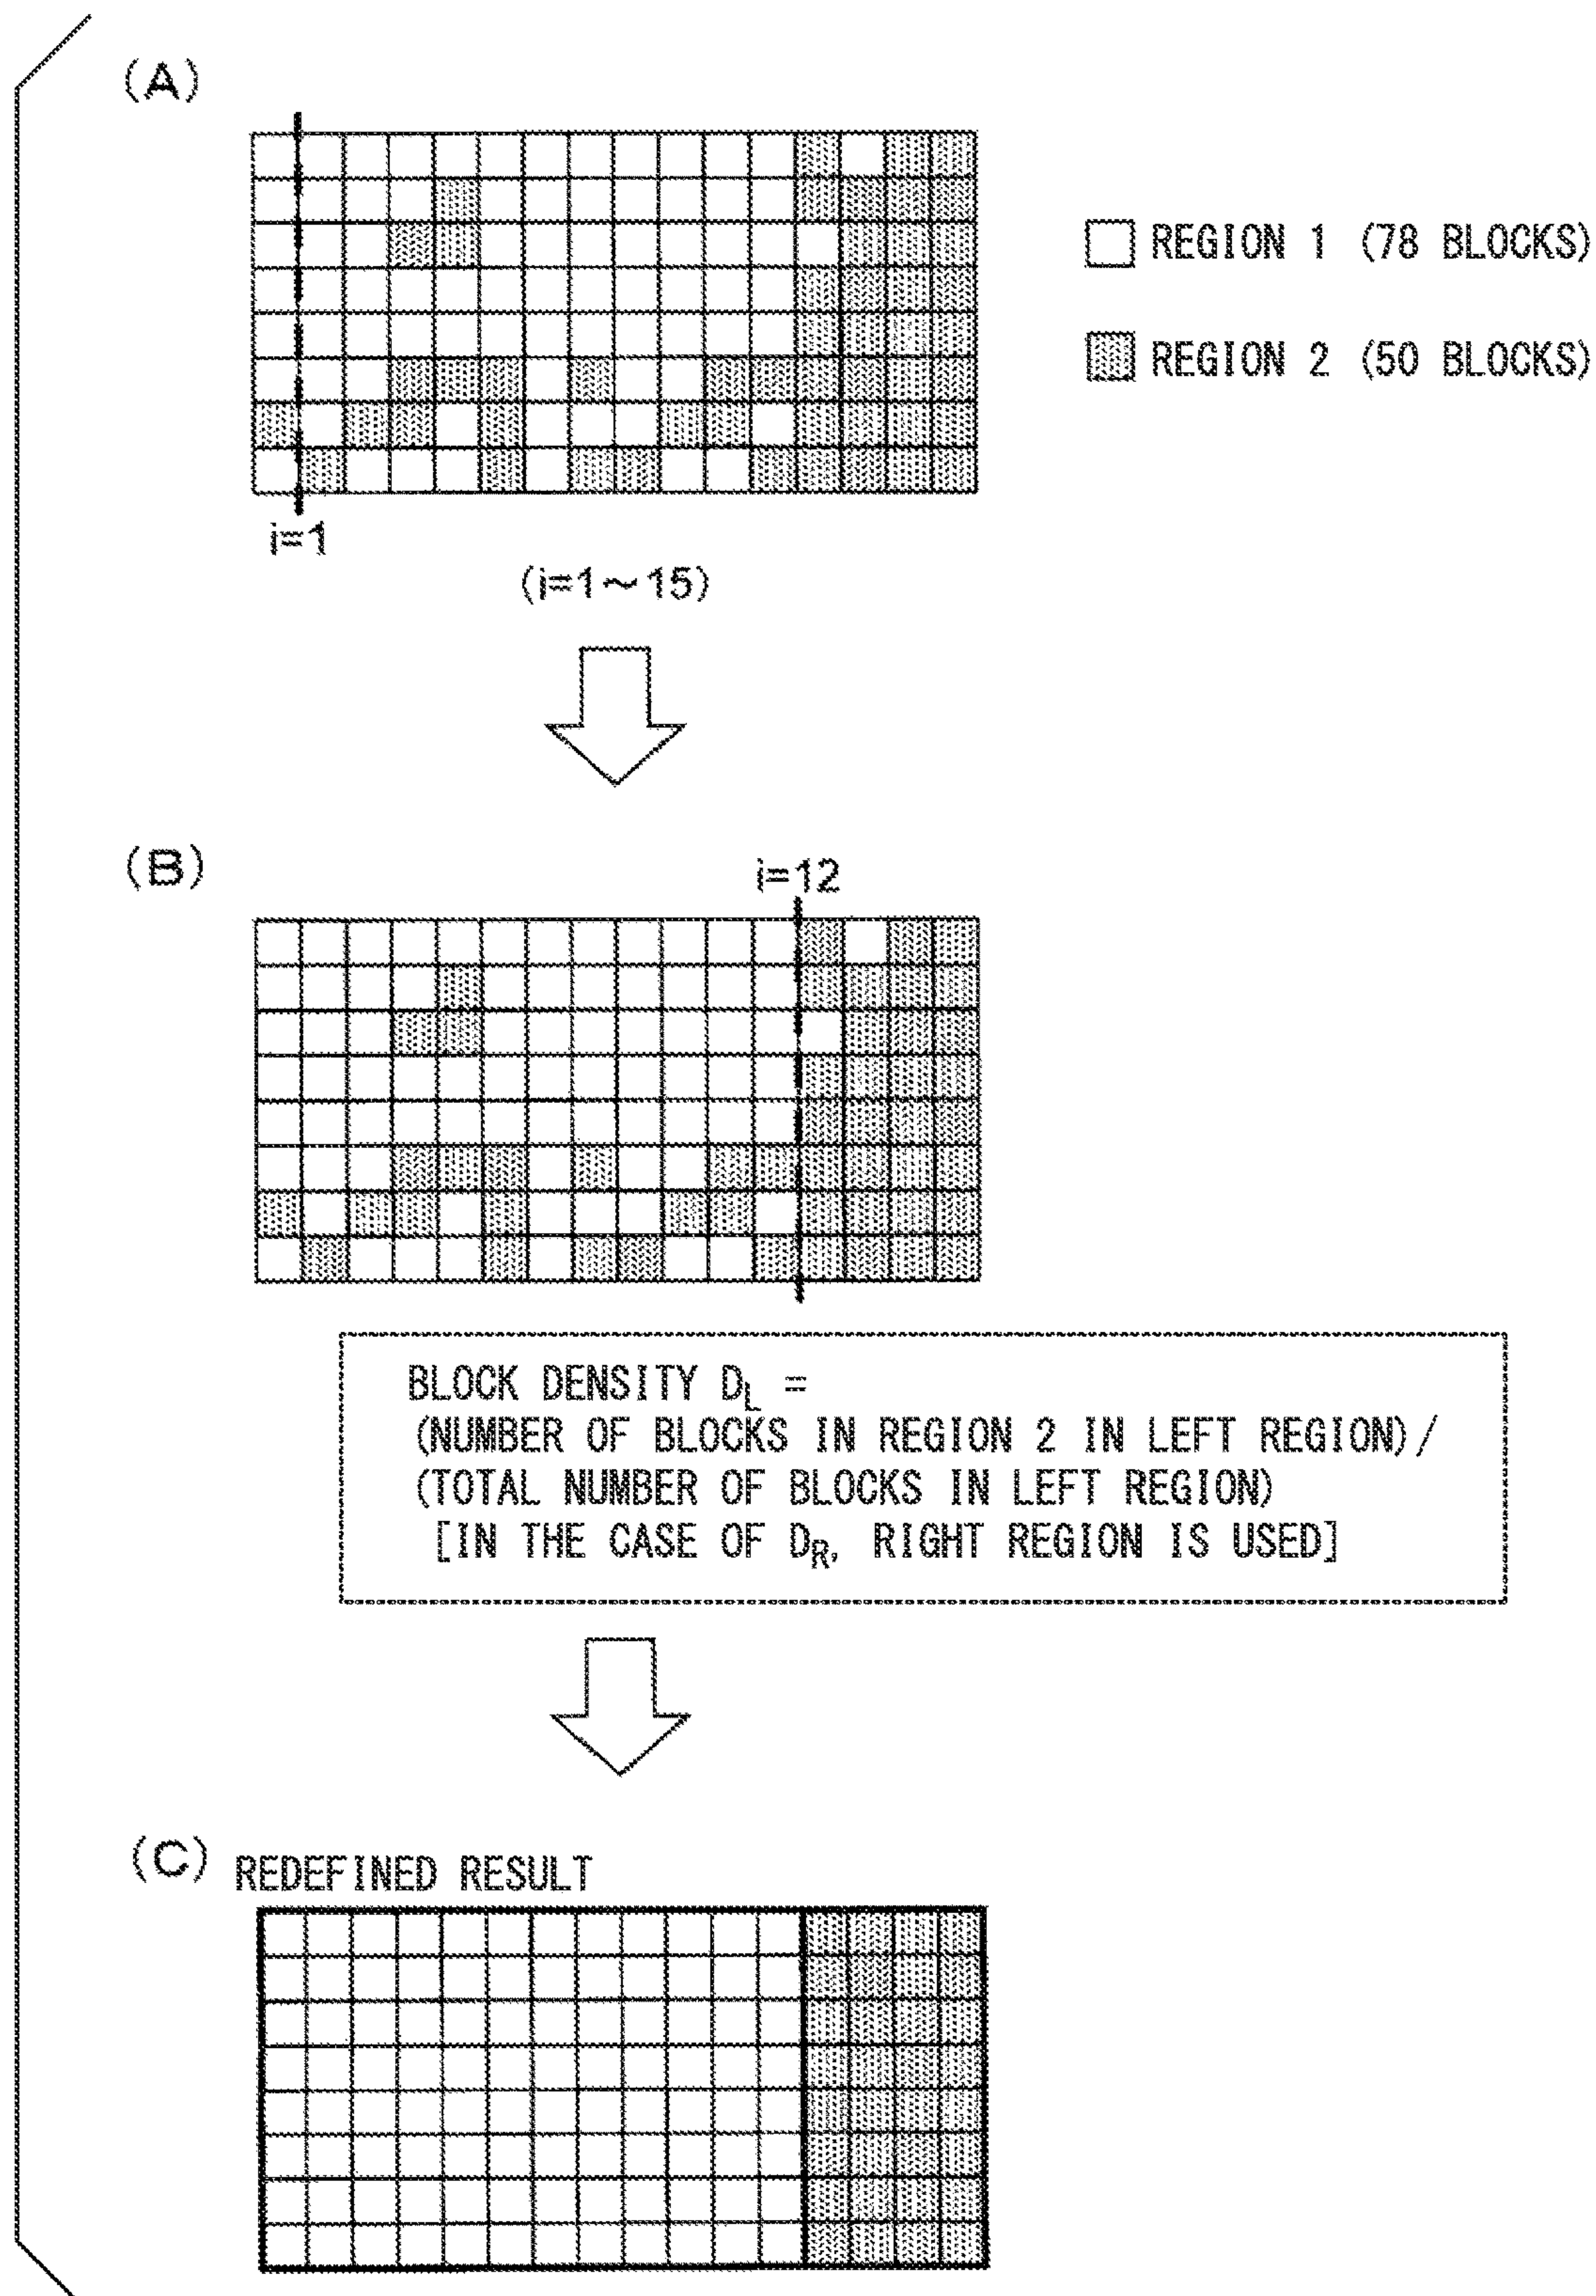 (A)
REGION 1 (78 BLOCKS)
REGION 2 (50 BLOCKS)
i=1
(i=1～15)
(B)
i=12
BLOCK DENSITY D_L =
(NUMBER OF BLOCKS IN REGION 2 IN LEFT REGION)/
(TOTAL NUMBER OF BLOCKS IN LEFT REGION)
[IN THE CASE OF D_R, RIGHT REGION IS USED]
(C) REDEFINED RESULT